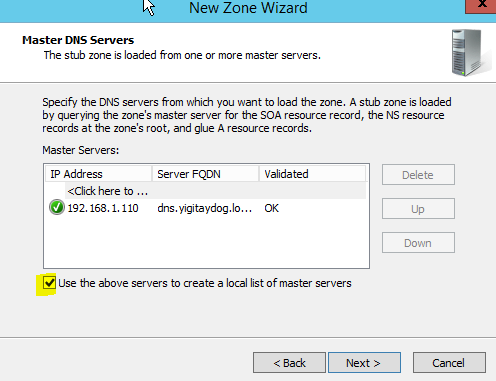 New Zone Wizard
x
Master DNS Servers
The stub zone is loaded from one or more master servers.
Specify the DNS servers from which you want to load the zone. A stub zone is loaded
by querying the zone's master server for the SOA resource record, the NS resource
records at the zone's root, and glue A resource records.
Master Servers:
IP Address Server FQDN Validated
<Click here to ...
192.168.1.110 dns.yigitaydog.lo... OK
Delete
Up
Down
Use the above servers to create a local list of master servers
< Back Next > Cancel